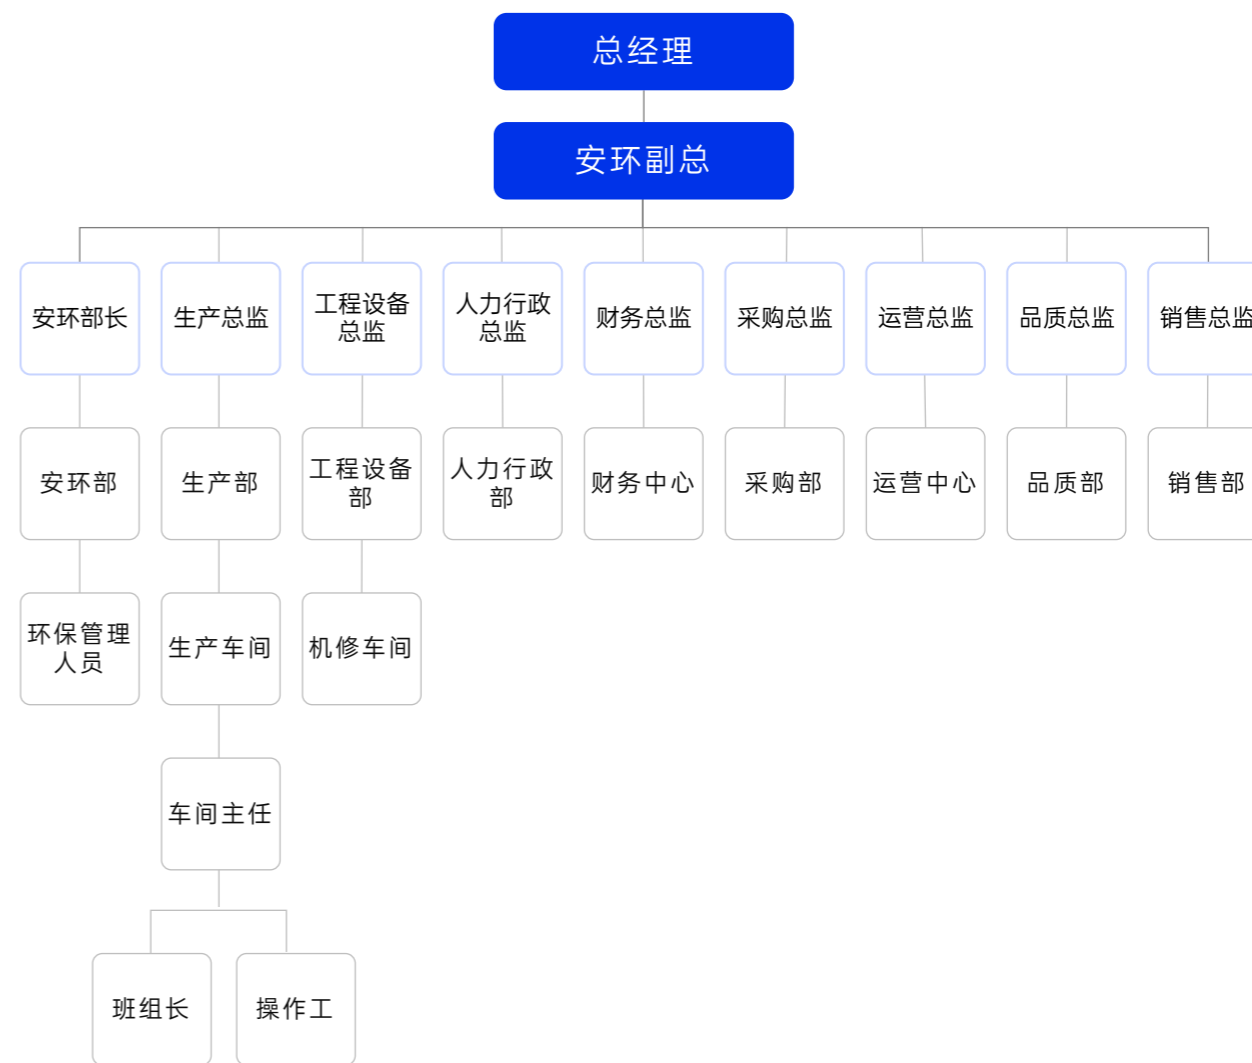 总经理
安环副总
安环部长
生产总监
工程设备
总监
人力行政
总监
财务总监
采购总监
运营总监
品质总监
销售总监
安环部
生产部
工程设备
部
人力行政
部
财务中心
采购部
运营中心
品质部
销售部
环保管理
人员
生产车间
机修车间
车间主任
班组长
操作工